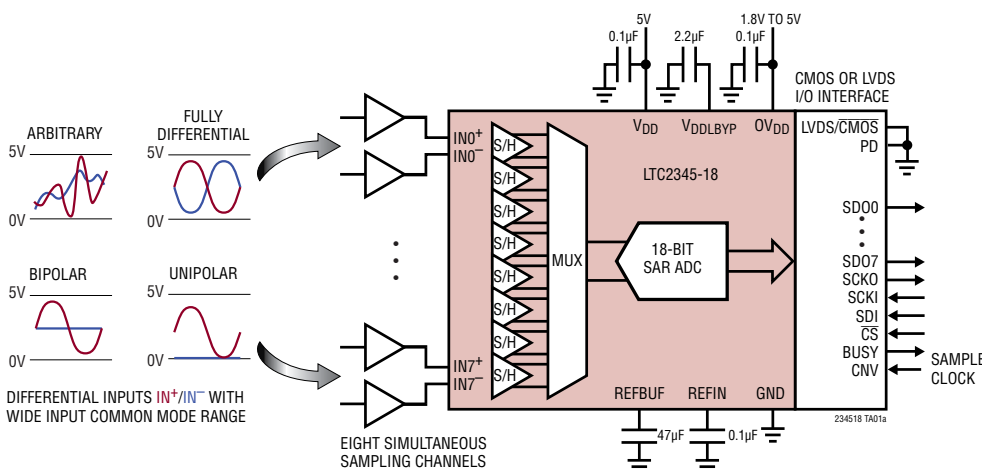 5V
1.8V TO 5V
0.1µF
2.2µF
0.1µF
CMOS OR LVDS
I/O INTERFACE
ARBITRARY
FULLY
DIFFERENTIAL
5V
0V
5V
0V
BIPOLAR
UNIPOLAR
5V
0V
5V
0V
DIFFERENTIAL INPUTS IN+/IN– WITH
WIDE INPUT COMMON MODE RANGE
EIGHT SIMULTANEOUS
SAMPLING CHANNELS
IN0+
IN0–
IN7+
IN7–
S/H
S/H
S/H
S/H
S/H
S/H
S/H
S/H
MUX
VDD
VDDLBYP
OVDD
LTC2345-18
18-BIT
SAR ADC
REFBUF
REFIN
GND
47µF
0.1µF
LVDS/CMOS
PD
SDO0
SDO7
SCKO
SCKI
SDI
CS
BUSY
CNV
SAMPLE
CLOCK
234518 TA01a